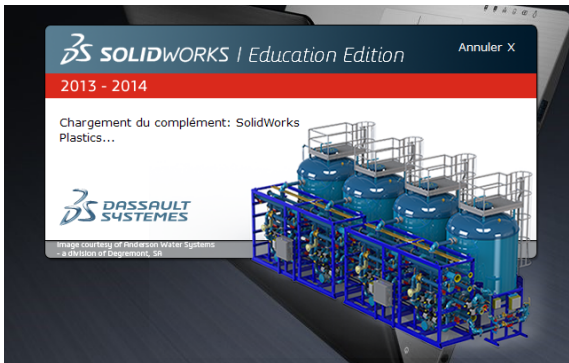 SOLIDWORKS | Education Edition
Annuler X
2013 - 2014
Chargement du complément: SolidWorks
Plastics...
DASSAULT
SYSTEMES
Image courtesy of Anderson Water Systems
- a division of Degremont, SA